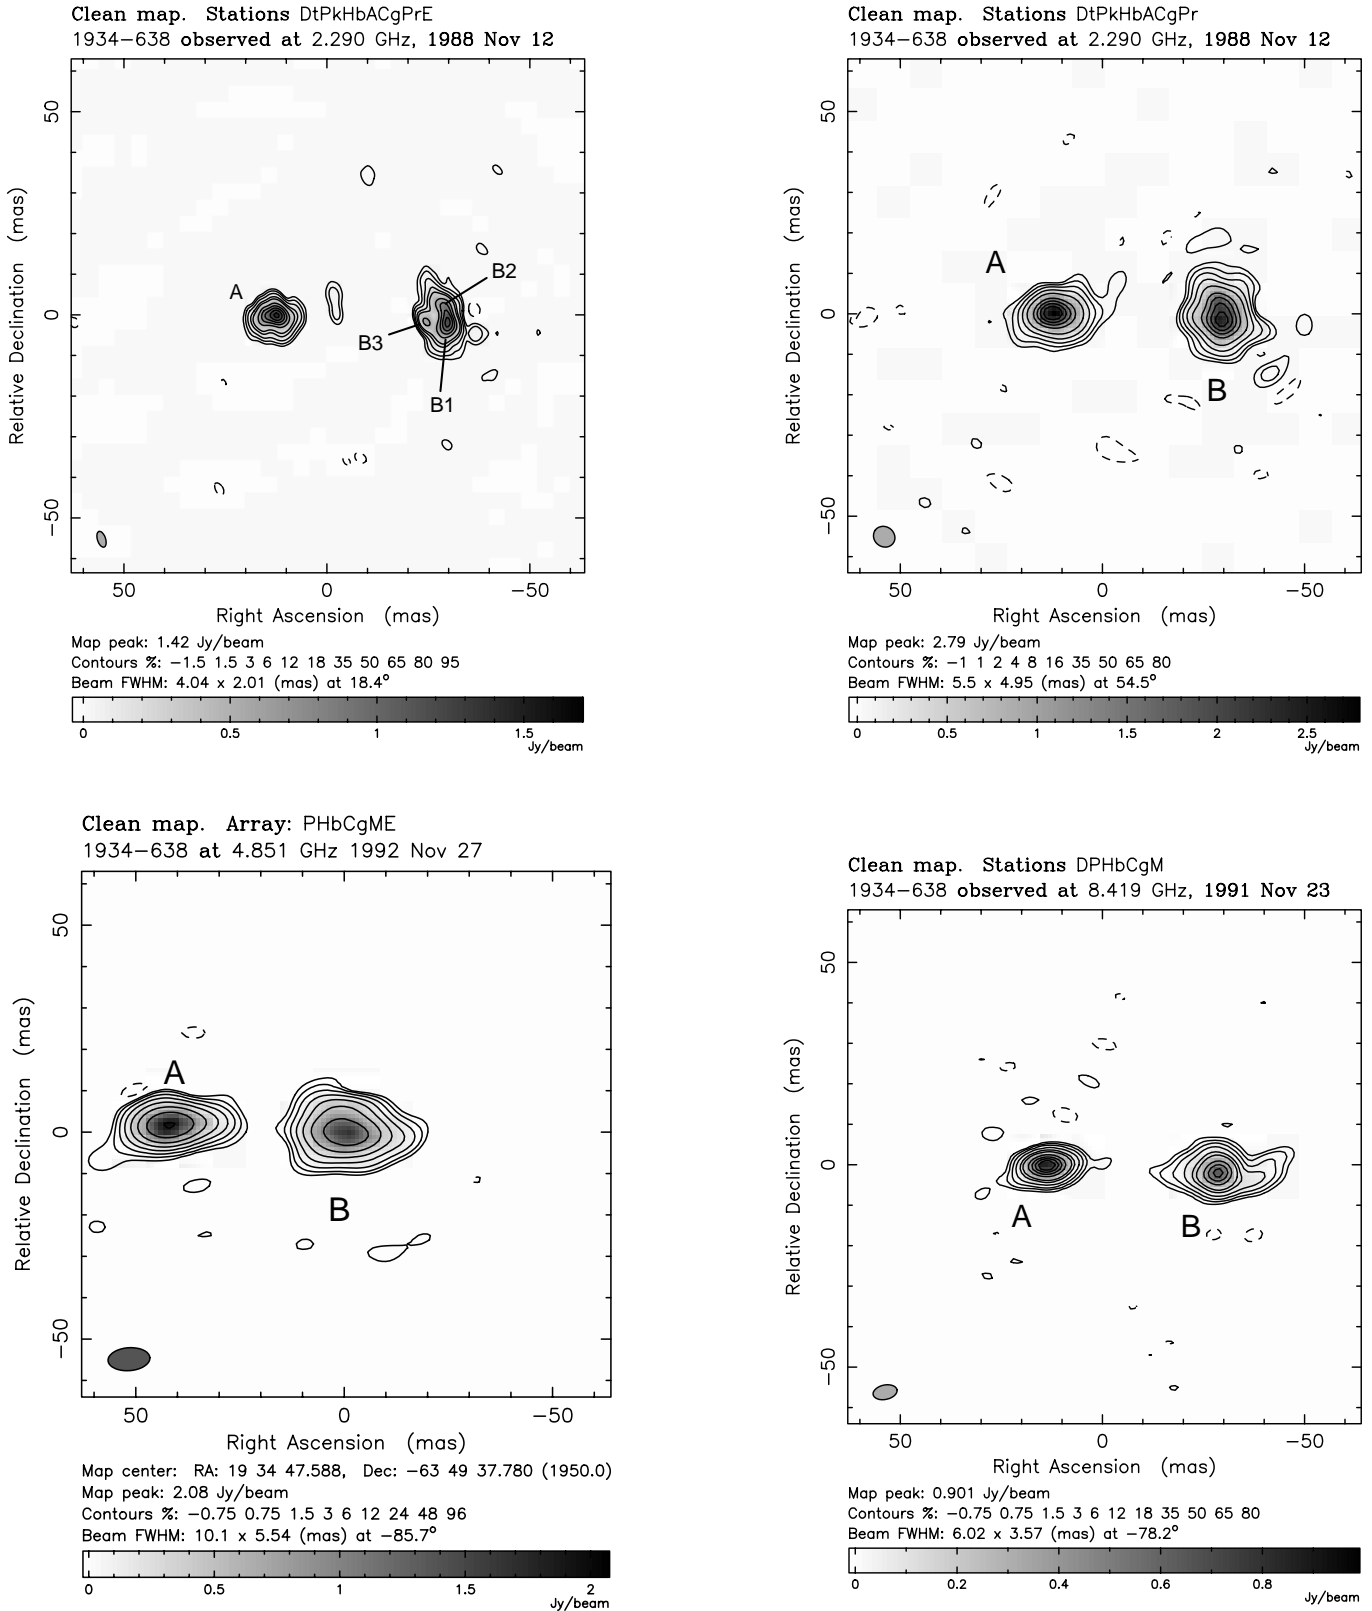 Clean map. Stations DtPkHbACgPrE
1934−638 observed at 2.290 GHz, 1988 Nov 12
Relative Declination (mas)
50
0
−50
A
B2
B3
B1
50 0 −50
Right Ascension (mas)
Map peak: 1.42 Jy/beam
Contours %: −1.5 1.5 3 6 12 18 35 50 65 80 95
Beam FWHM: 4.04 x 2.01 (mas) at 18.4°
0 0.5 1 1.5
Jy/beam
Clean map. Stations DtPkHbACgPr
1934−638 observed at 2.290 GHz, 1988 Nov 12
Relative Declination (mas)
50
0
−50
A
B
50 0 −50
Right Ascension (mas)
Map peak: 2.79 Jy/beam
Contours %: −1 1 2 4 8 16 35 50 65 80
Beam FWHM: 5.5 x 4.95 (mas) at 54.5°
0 0.5 1 1.5 2 2.5
Jy/beam
Clean map. Array: PHbCgME
1934−638 at 4.851 GHz 1992 Nov 27
Relative Declination (mas)
50
0
−50
A
B
50 0 −50
Right Ascension (mas)
Map center: RA: 19 34 47.588, Dec: −63 49 37.780 (1950.0)
Map peak: 2.08 Jy/beam
Contours %: −0.75 0.75 1.5 3 6 12 24 48 96
Beam FWHM: 10.1 x 5.54 (mas) at −85.7°
0 0.5 1 1.5 2
Jy/beam
Clean map. Stations DPHbCgM
1934−638 observed at 8.419 GHz, 1991 Nov 23
Relative Declination (mas)
50
0
−50
A
B
50 0 −50
Right Ascension (mas)
Map peak: 0.901 Jy/beam
Contours %: −0.75 0.75 1.5 3 6 12 18 35 50 65 80
Beam FWHM: 6.02 x 3.57 (mas) at −78.2°
0 0.2 0.4 0.6 0.8
Jy/beam